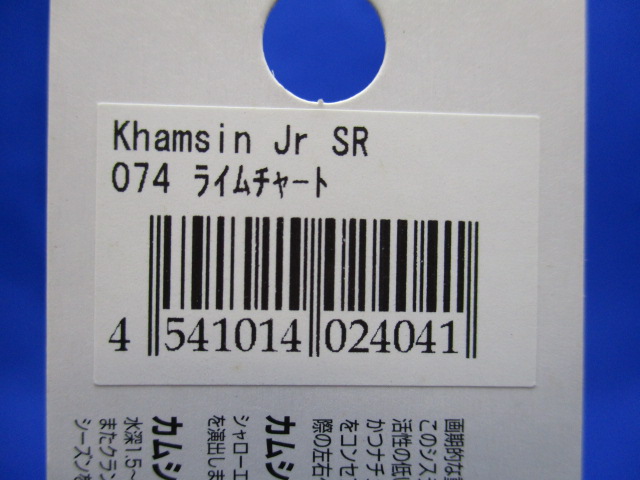 Khamsin Jr SR
074 ﾗｲﾑﾁｬｰﾄ
4 541014 024041
画期的な
このシス
活性の低い
かつナチ
をコンセ
際の左右
カムシ
シャローエ
を演出しま
カムシ
水深1.5～
またクラン
シーズンを